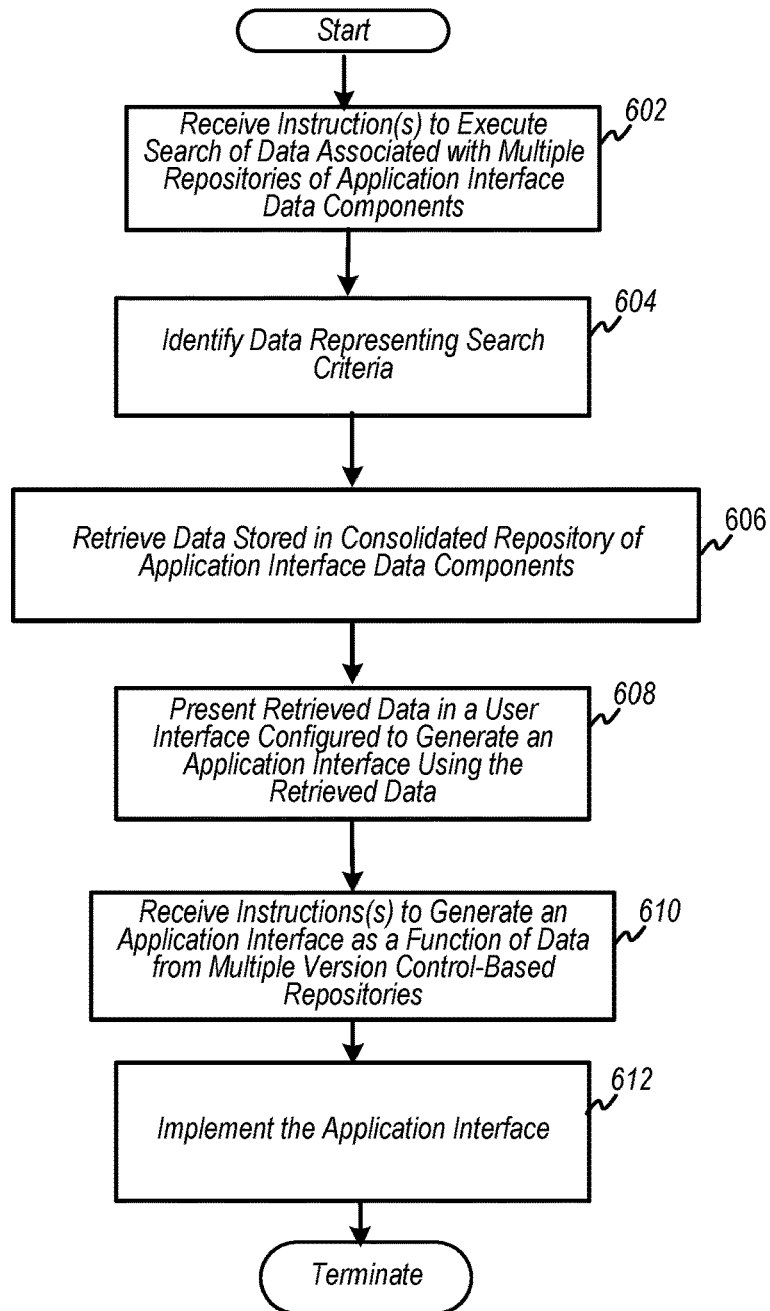 Start
Receive Instruction(s) to Execute
Search of Data Associated with Multiple
Repositories of Application Interface
Data Components
602
Identify Data Representing Search
Criteria
604
Retrieve Data Stored in Consolidated Repository of
Application Interface Data Components
606
Present Retrieved Data in a User
Interface Configured to Generate an
Application Interface Using the
Retrieved Data
608
Receive Instructions(s) to Generate an
Application Interface as a Function of Data
from Multiple Version Control-Based
Repositories
610
Implement the Application Interface
612
Terminate